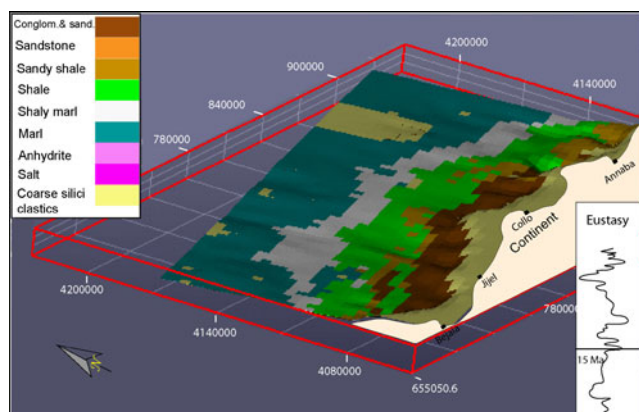 Conglom.& sand.
Sandstone
Sandy shale
Shale
Shaly marl
Marl
Anhydrite
Salt
Coarse silici
clastics
4200000
900000
4140000
840000
780000
Annaba
Collo
Continent
Jijel
Bejaia
Eustasy
15 Ma
4200000
4140000
4080000
655050.6
780000
N